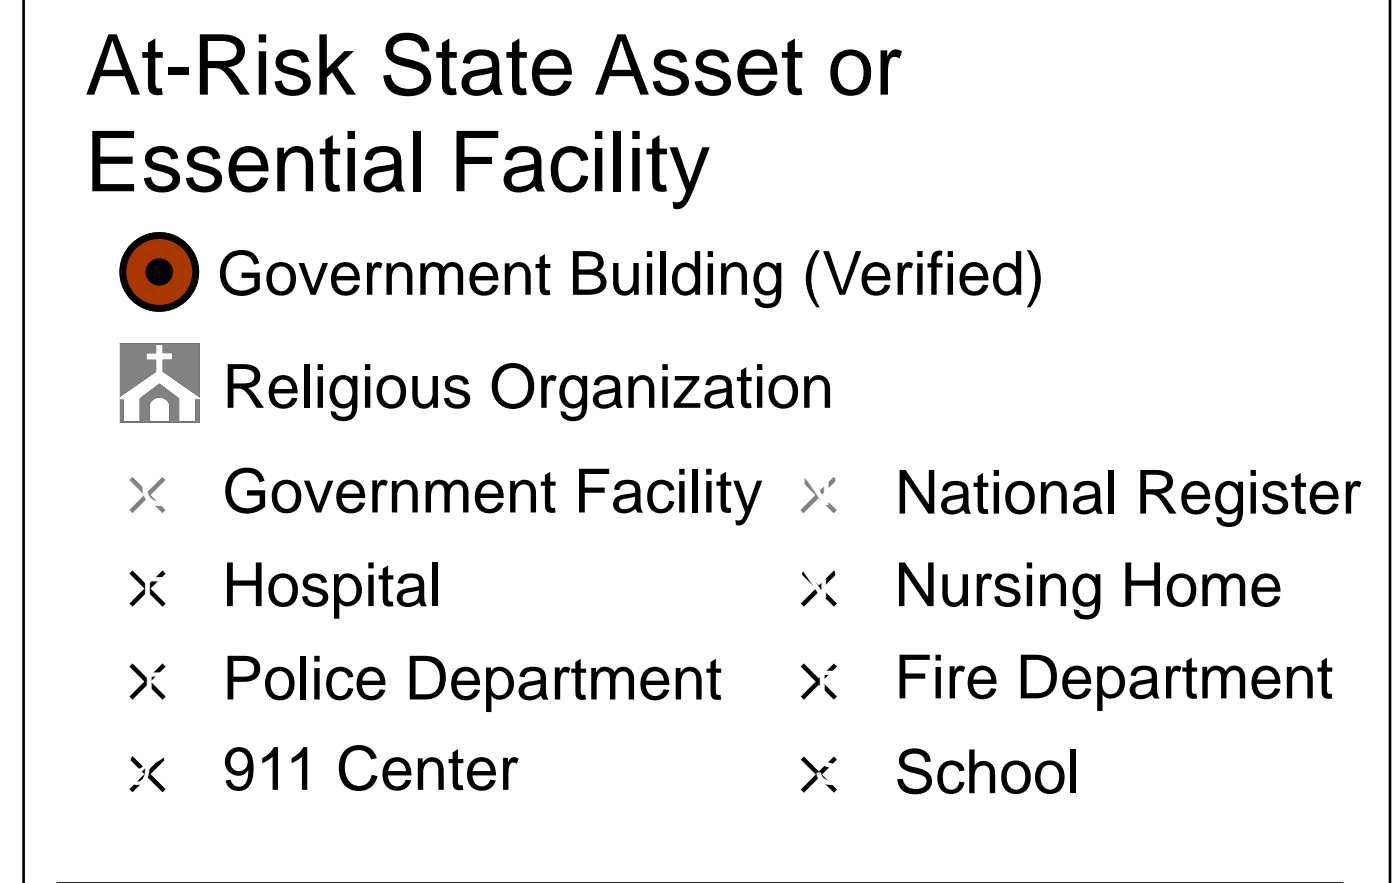 At-Risk State Asset or
Essential Facility
Government Building (Verified)
Religious Organization
Government Facility National Register
Hospital Nursing Home
Police Department Fire Department
911 Center School